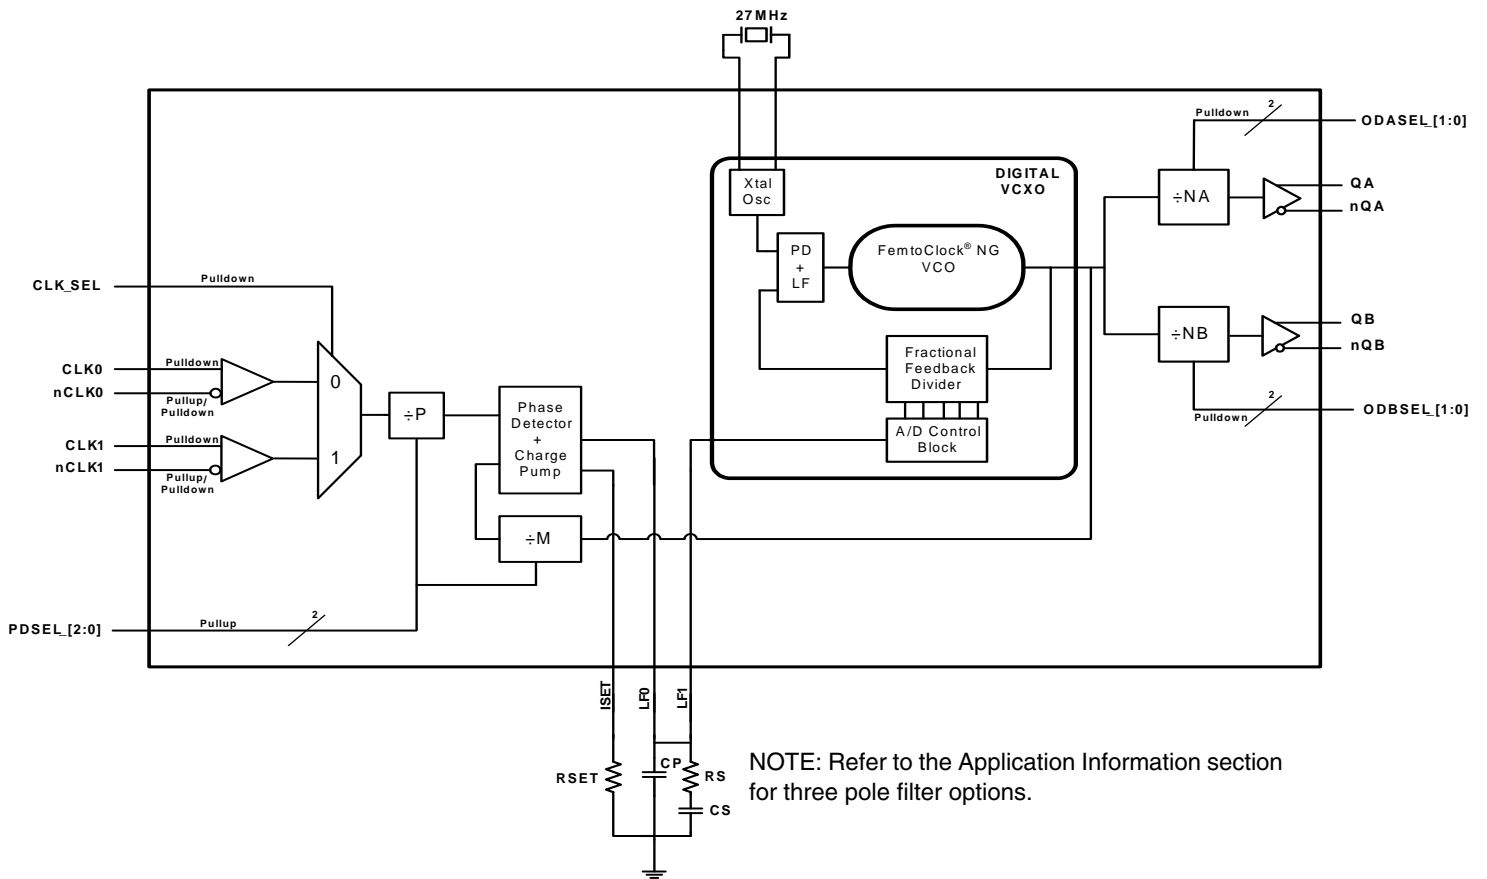 27MHz
Pulldown
2
ODASEL_[1:0]
DIGITAL
VCXO
Xtal
Osc
÷NA
QA
nQA
PD
+
LF
FemtoClock® NG
VCO
CLK_SEL
Pulldown
÷NB
QB
nQB
Fractional
Feedback
Divider
CLK0
Pulldown
nCLK0
Pullup/
Pulldown
0
÷P
Phase
Detector
+
Charge
Pump
A/D Control
Block
Pulldown
2
ODBSEL_[1:0]
CLK1
Pulldown
nCLK1
Pullup/
Pulldown
1
÷M
PDSEL_[2:0]
Pullup
2
ISET
LF0
LF1
RSET
CP
RS
CS
NOTE: Refer to the Application Information section
for three pole filter options.